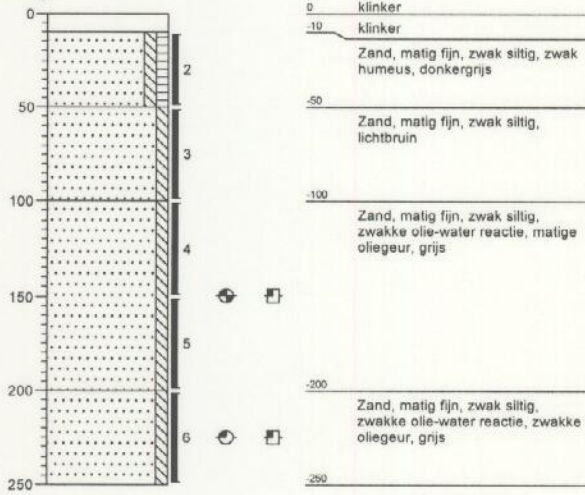 0
50
100
150
200
250
2
3
4
5
6
0
klinker
-10
klinker
Zand, matig fijn, zwak siltig, zwak
humeus, donkergrijs
-50
Zand, matig fijn, zwak siltig,
lichtbruin
-100
Zand, matig fijn, zwak siltig,
zwakke olie-water reactie, matige
oliegeur, grijs
-200
Zand, matig fijn, zwak siltig,
zwakke olie-water reactie, zwakke
oliegeur, grijs
-250